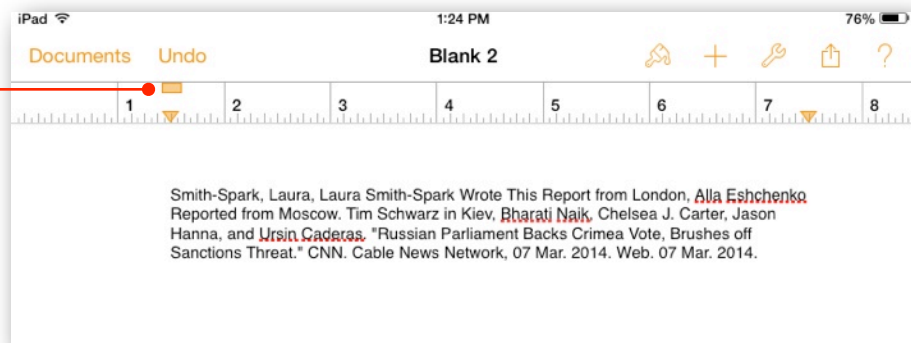 iPad 1:24 PM 76%
Documents Undo Blank 2 ?
1 2 3 4 5 6 7 8
Smith-Spark, Laura, Laura Smith-Spark Wrote This Report from London, Alla Eshchenko
Reported from Moscow. Tim Schwarz in Kiev, Bharati Naik, Chelsea J. Carter, Jason
Hanna, and Ursin Caderas. "Russian Parliament Backs Crimea Vote, Brushes off
Sanctions Threat." CNN. Cable News Network, 07 Mar. 2014. Web. 07 Mar. 2014.